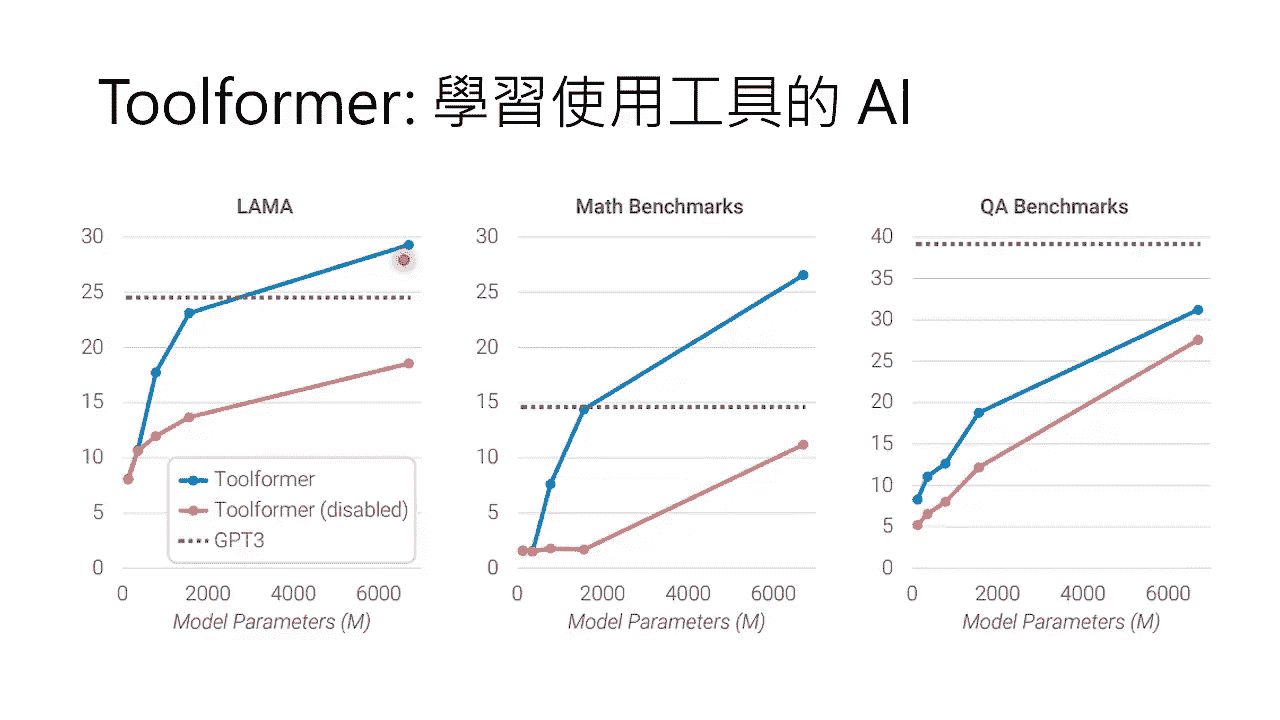 Toolformer: 學習使用工具的 AI
LAMA
30
25
20
15
10
5
0
0 2000 4000 6000
Model Parameters (M)
Toolformer
Toolformer (disabled)
GPT3
Math Benchmarks
30
25
20
15
10
5
0
0 2000 4000 6000
Model Parameters (M)
QA Benchmarks
40
35
30
25
20
15
10
5
0
0 2000 4000 6000
Model Parameters (M)